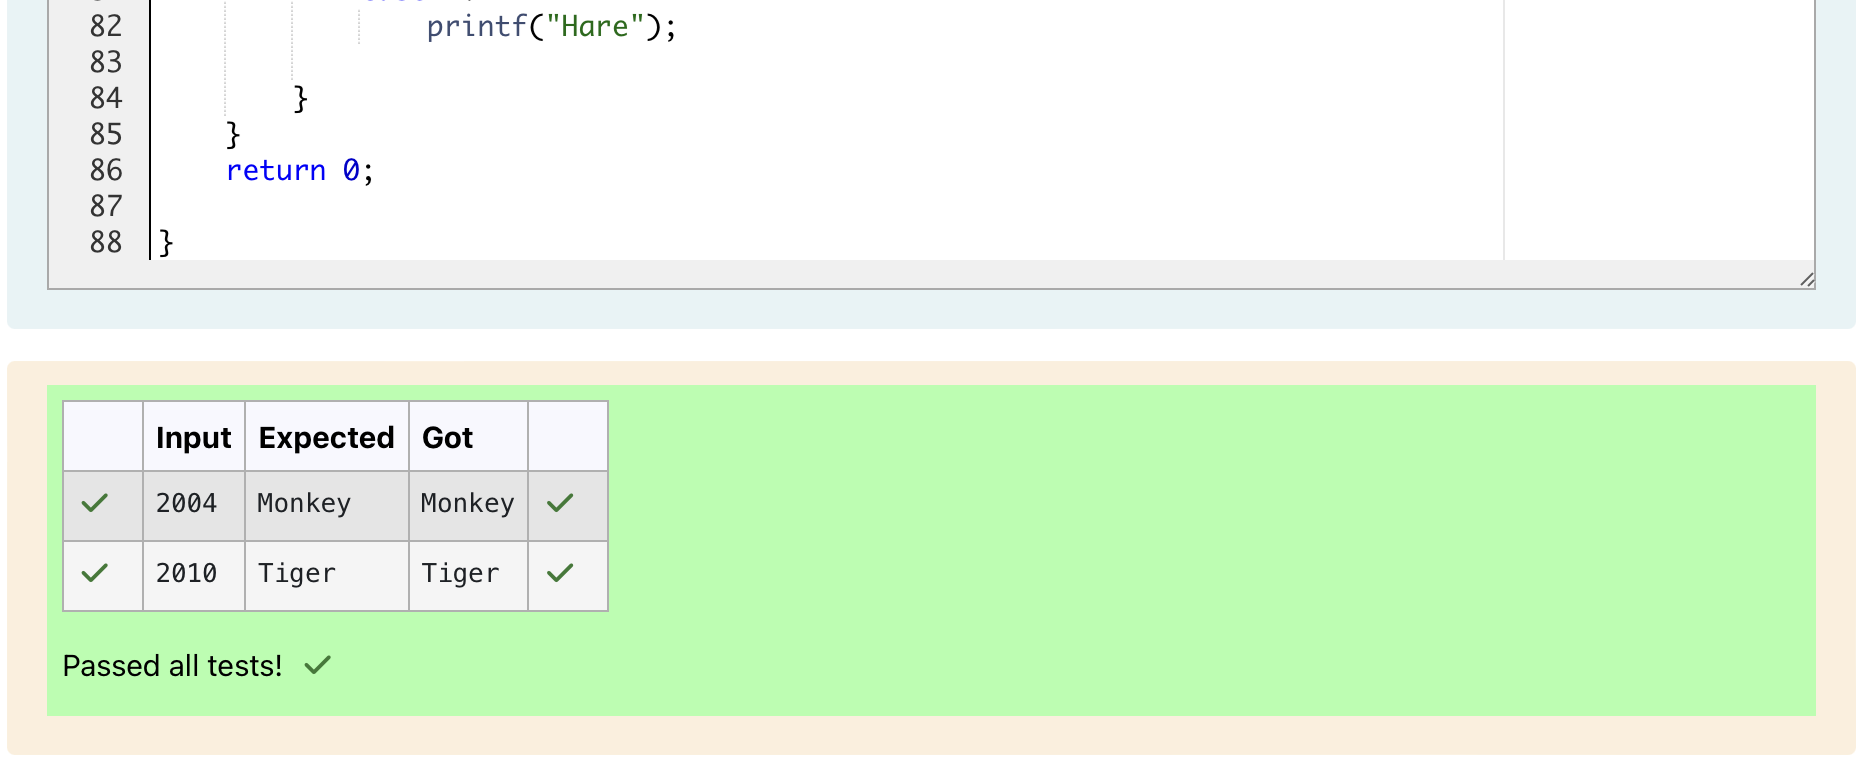 82 printf("Hare");
83
84 }
85 }
86 return 0;
87
88 }
Input Expected Got
2004 Monkey Monkey
2010 Tiger Tiger
Passed all tests!